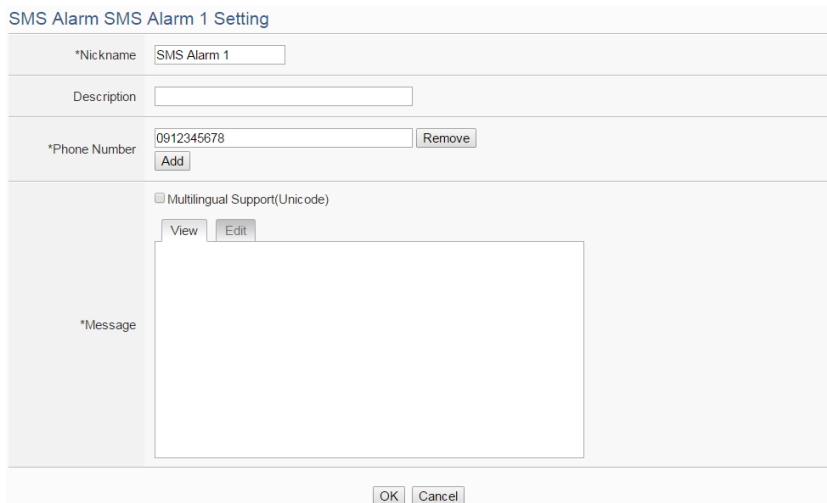 SMS Alarm SMS Alarm 1 Setting
*Nickname SMS Alarm 1
Description
*Phone Number 0912345678 Remove
Add
Multilingual Support(Unicode)
View Edit
*Message
OK Cancel